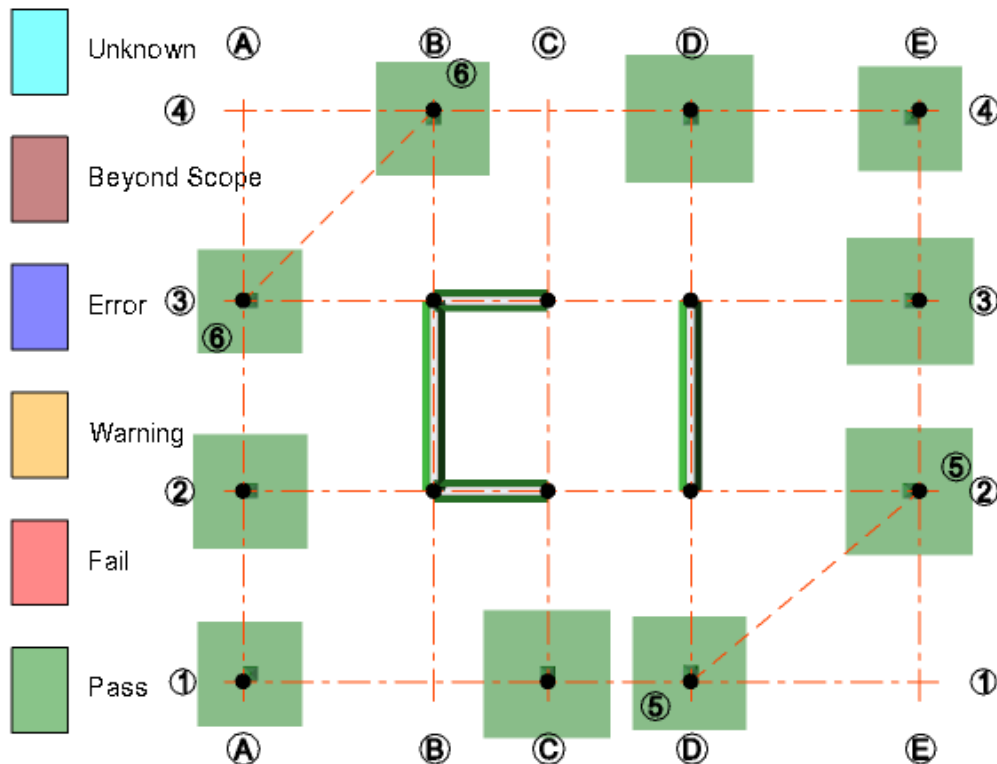 Unknown
Beyond Scope
Error
Warning
Fail
Pass
A B C D E
6
4 4
3 3
6
5
2 2
1 1
5
A B C D E